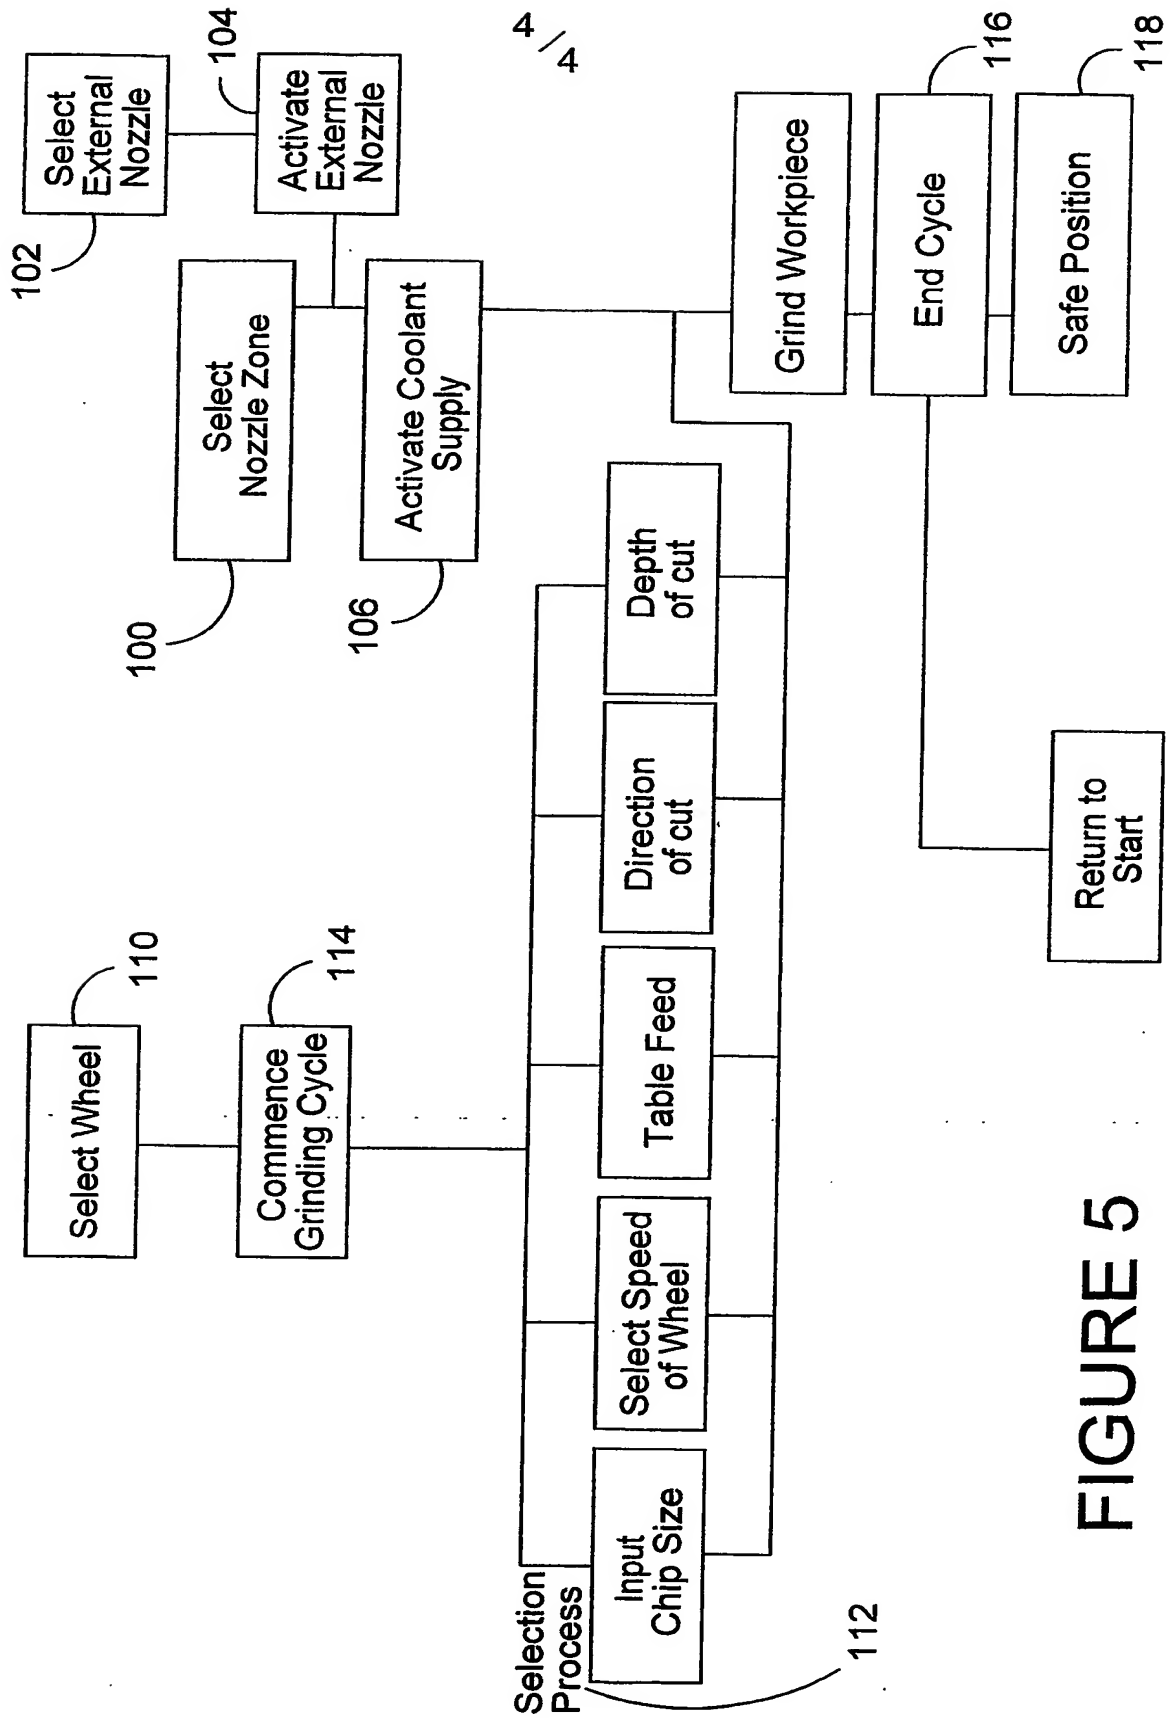 4/4
Select Wheel
110
Commence
Grinding Cycle
114
Select
External
Nozzle
102
Activate
External
Nozzle
104
Select
Nozzle Zone
100
Activate Coolant
Supply
106
Selection
Process
112
Input
Chip Size
Select Speed
of Wheel
Table Feed
Direction
of cut
Depth
of cut
Grind Workpiece
End Cycle
116
Safe Position
118
Return to
Start
FIGURE 5